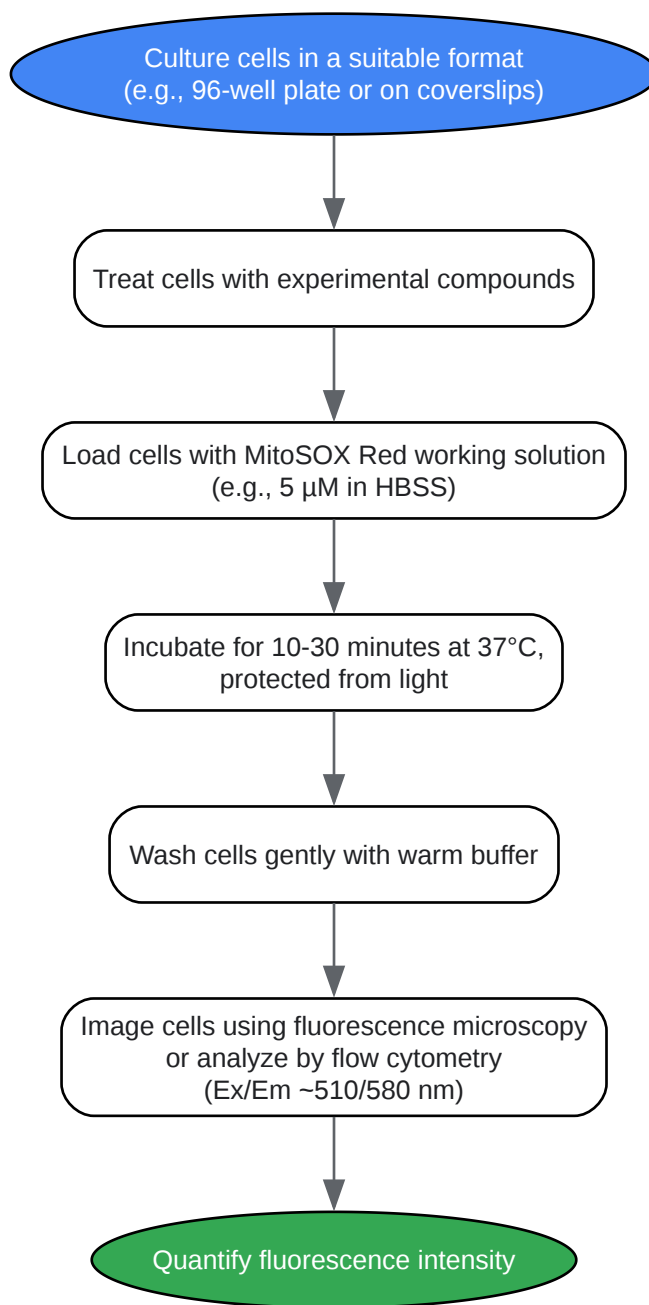 Culture cells in a suitable format
(e.g., 96-well plate or on coverslips)
Treat cells with experimental compounds
Load cells with MitoSOX Red working solution
(e.g., 5 µM in HBSS)
Incubate for 10-30 minutes at 37°C,
protected from light
Wash cells gently with warm buffer
Image cells using fluorescence microscopy
or analyze by flow cytometry
(Ex/Em ~510/580 nm)
Quantify fluorescence intensity